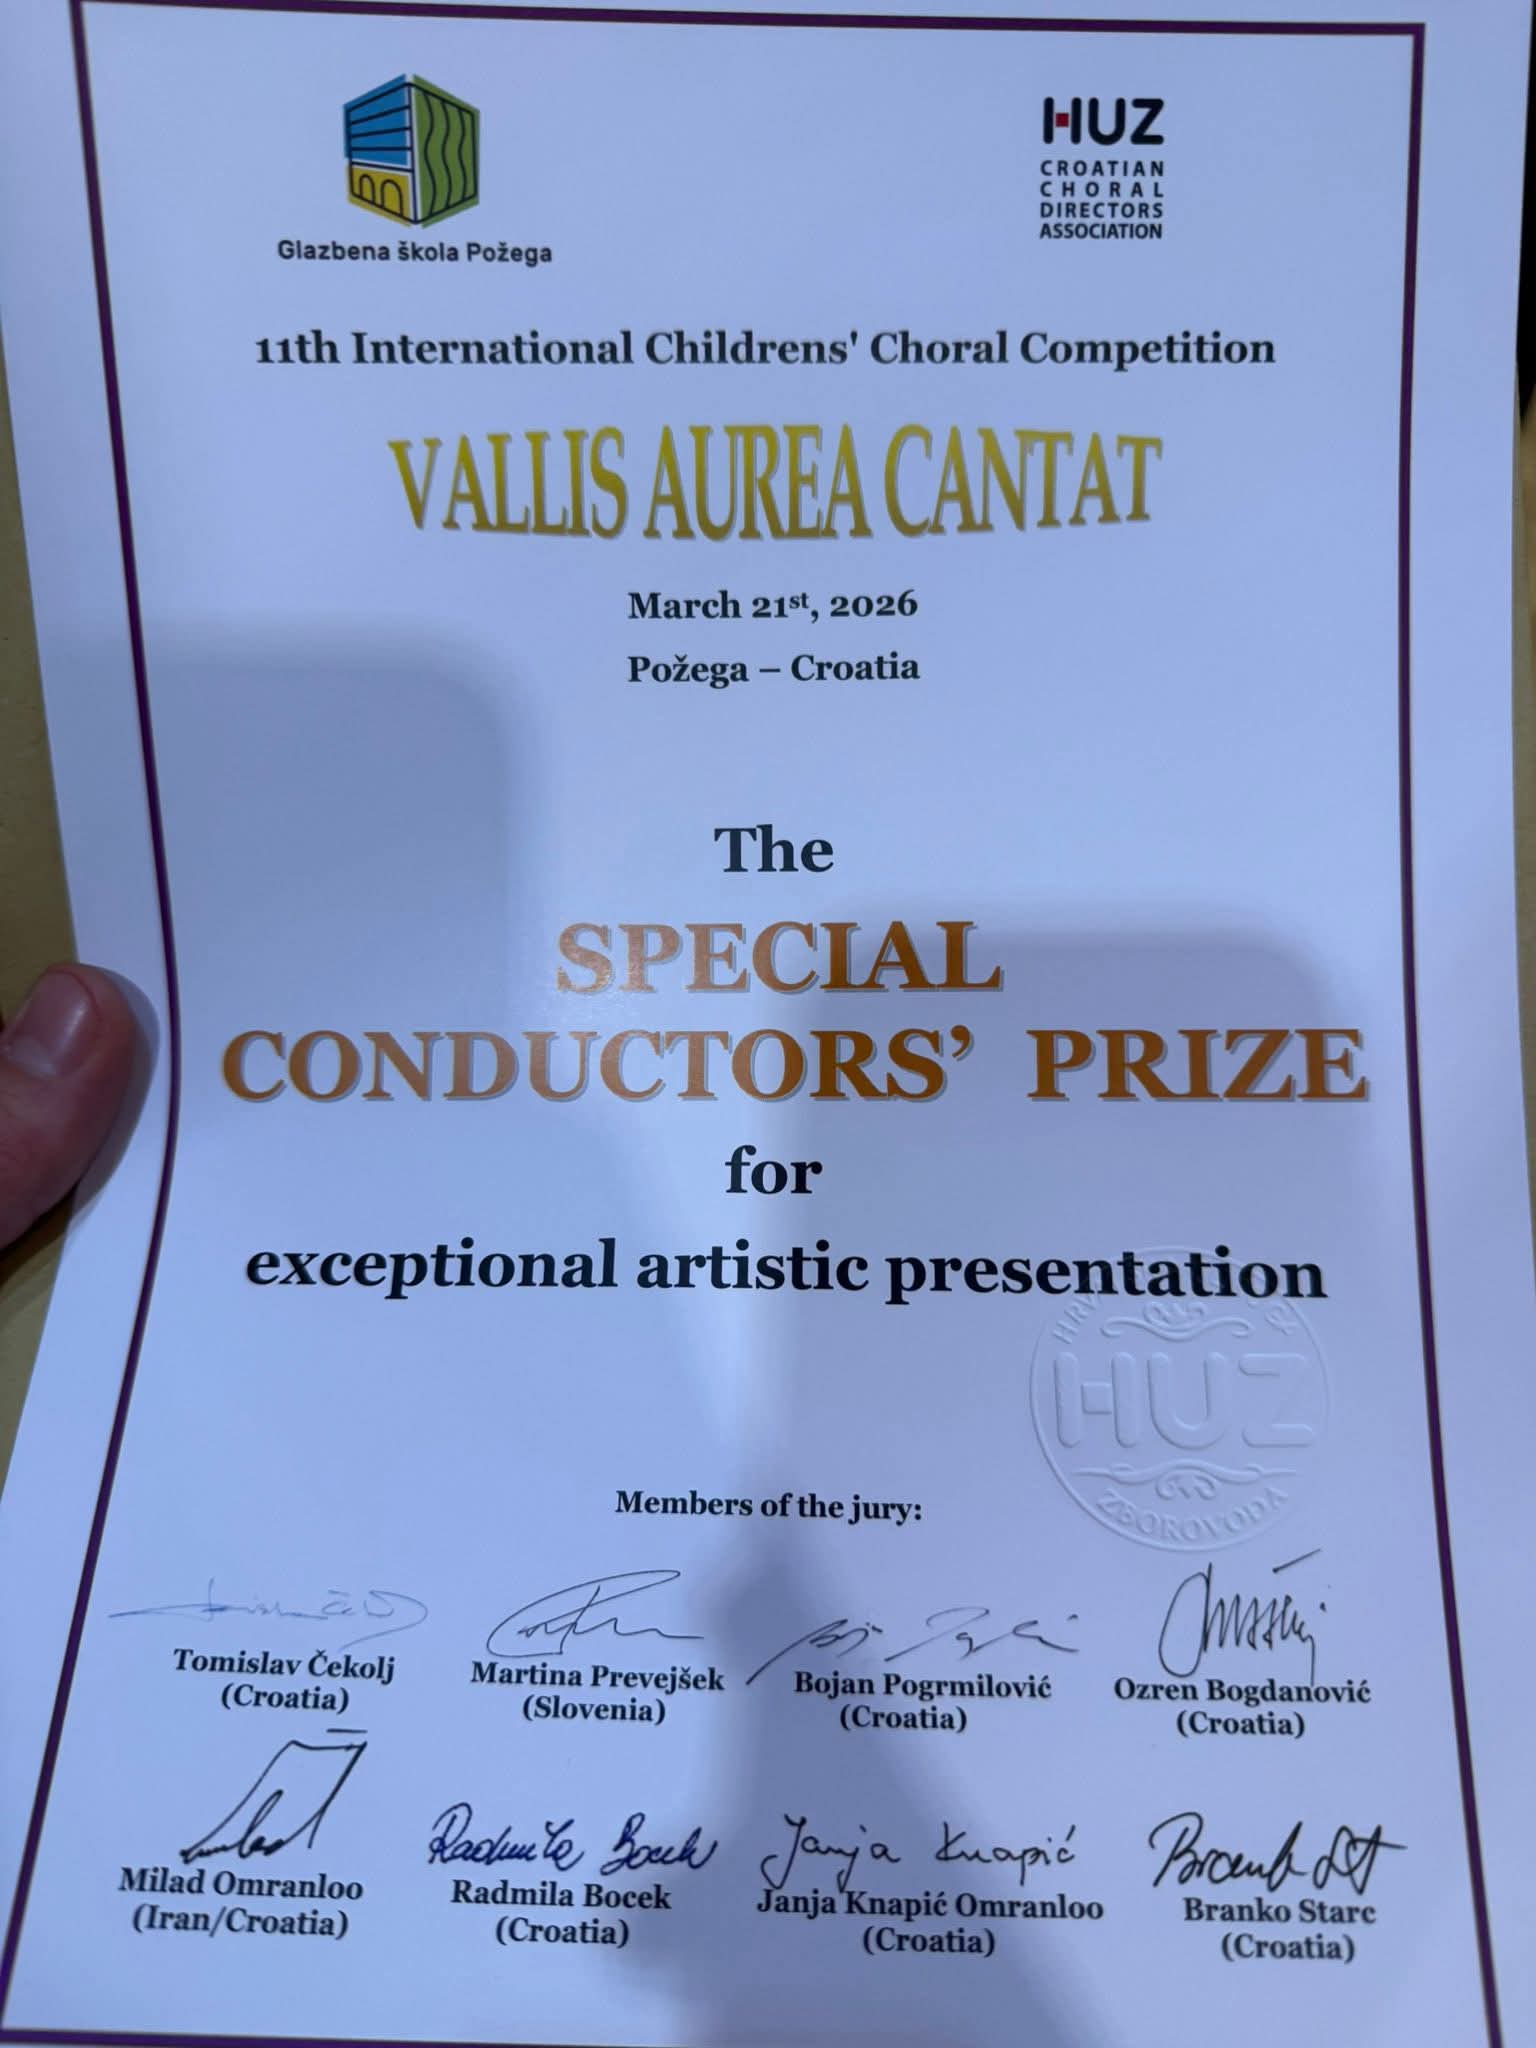 Glazbena škola Požega
HUZ
CROATIAN
CHORAL
DIRECTORS
ASSOCIATION
11th International Childrens' Choral Competition
VALLIS AUREA CANTAT
March 21st, 2026
Požega – Croatia
The
SPECIAL
CONDUCTORS’ PRIZE
for
exceptional artistic presentation
HUZ
ZBOROVOĐA
Members of the jury:
Tomislav Čekolj
(Croatia)
Martina Prevejšek
(Slovenia)
Bojan Pogrmilović
(Croatia)
Ozren Bogdanović
(Croatia)
Radmila Bocek
Janja Knapić
Milad Omranloo
(Iran/Croatia)
Radmila Bocek
(Croatia)
Janja Knapić Omranloo
(Croatia)
Branko Starc
(Croatia)